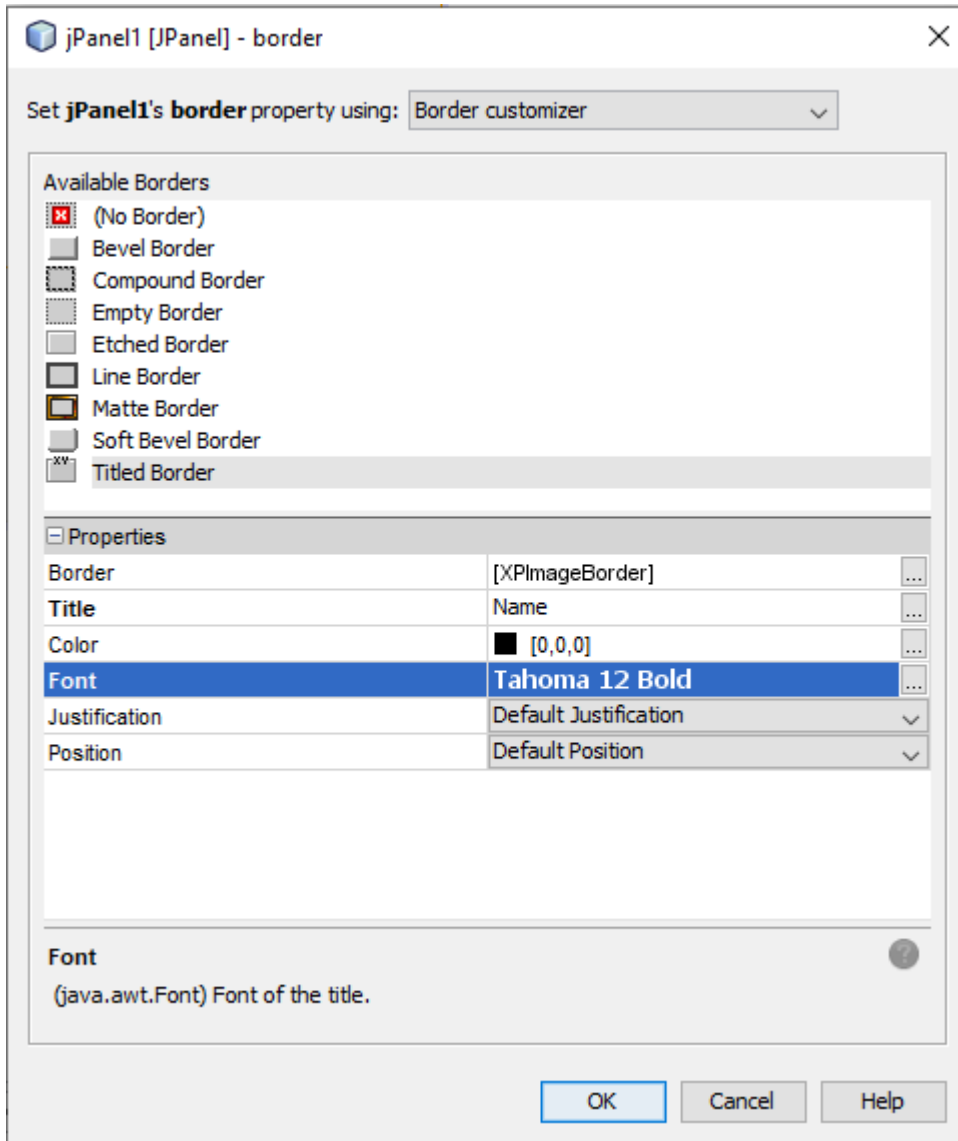 jPanel1 [JPanel] - border
Set jPanel1's border property using: Border customizer
Available Borders
(No Border)
Bevel Border
Compound Border
Empty Border
Etched Border
Line Border
Matte Border
Soft Bevel Border
XY
Titled Border
Properties
Border [XPImageBorder] ...
Title Name ...
Color [0,0,0] ...
Font Tahoma 12 Bold ...
Justification Default Justification
Position Default Position
Font
?
(java.awt.Font) Font of the title.
OK Cancel Help